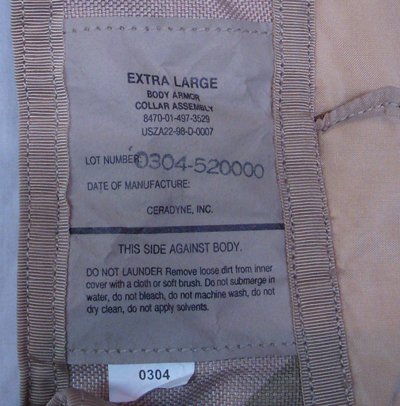 EXTRA LARGE
BODY ARMOR
COLLAR ASSEMBLY
8470-01-497-3529
USZA22-98-D-0007
LOT NUMBER: 0304-520000
DATE OF MANUFACTURE:
CERADYNE, INC.
THIS SIDE AGAINST BODY.
DO NOT LAUNDER Remove loose dirt from inner
cover with a cloth or soft brush. Do not submerge in
water, do not bleach, do not machine wash, do not
dry clean, do not apply solvents.
0304